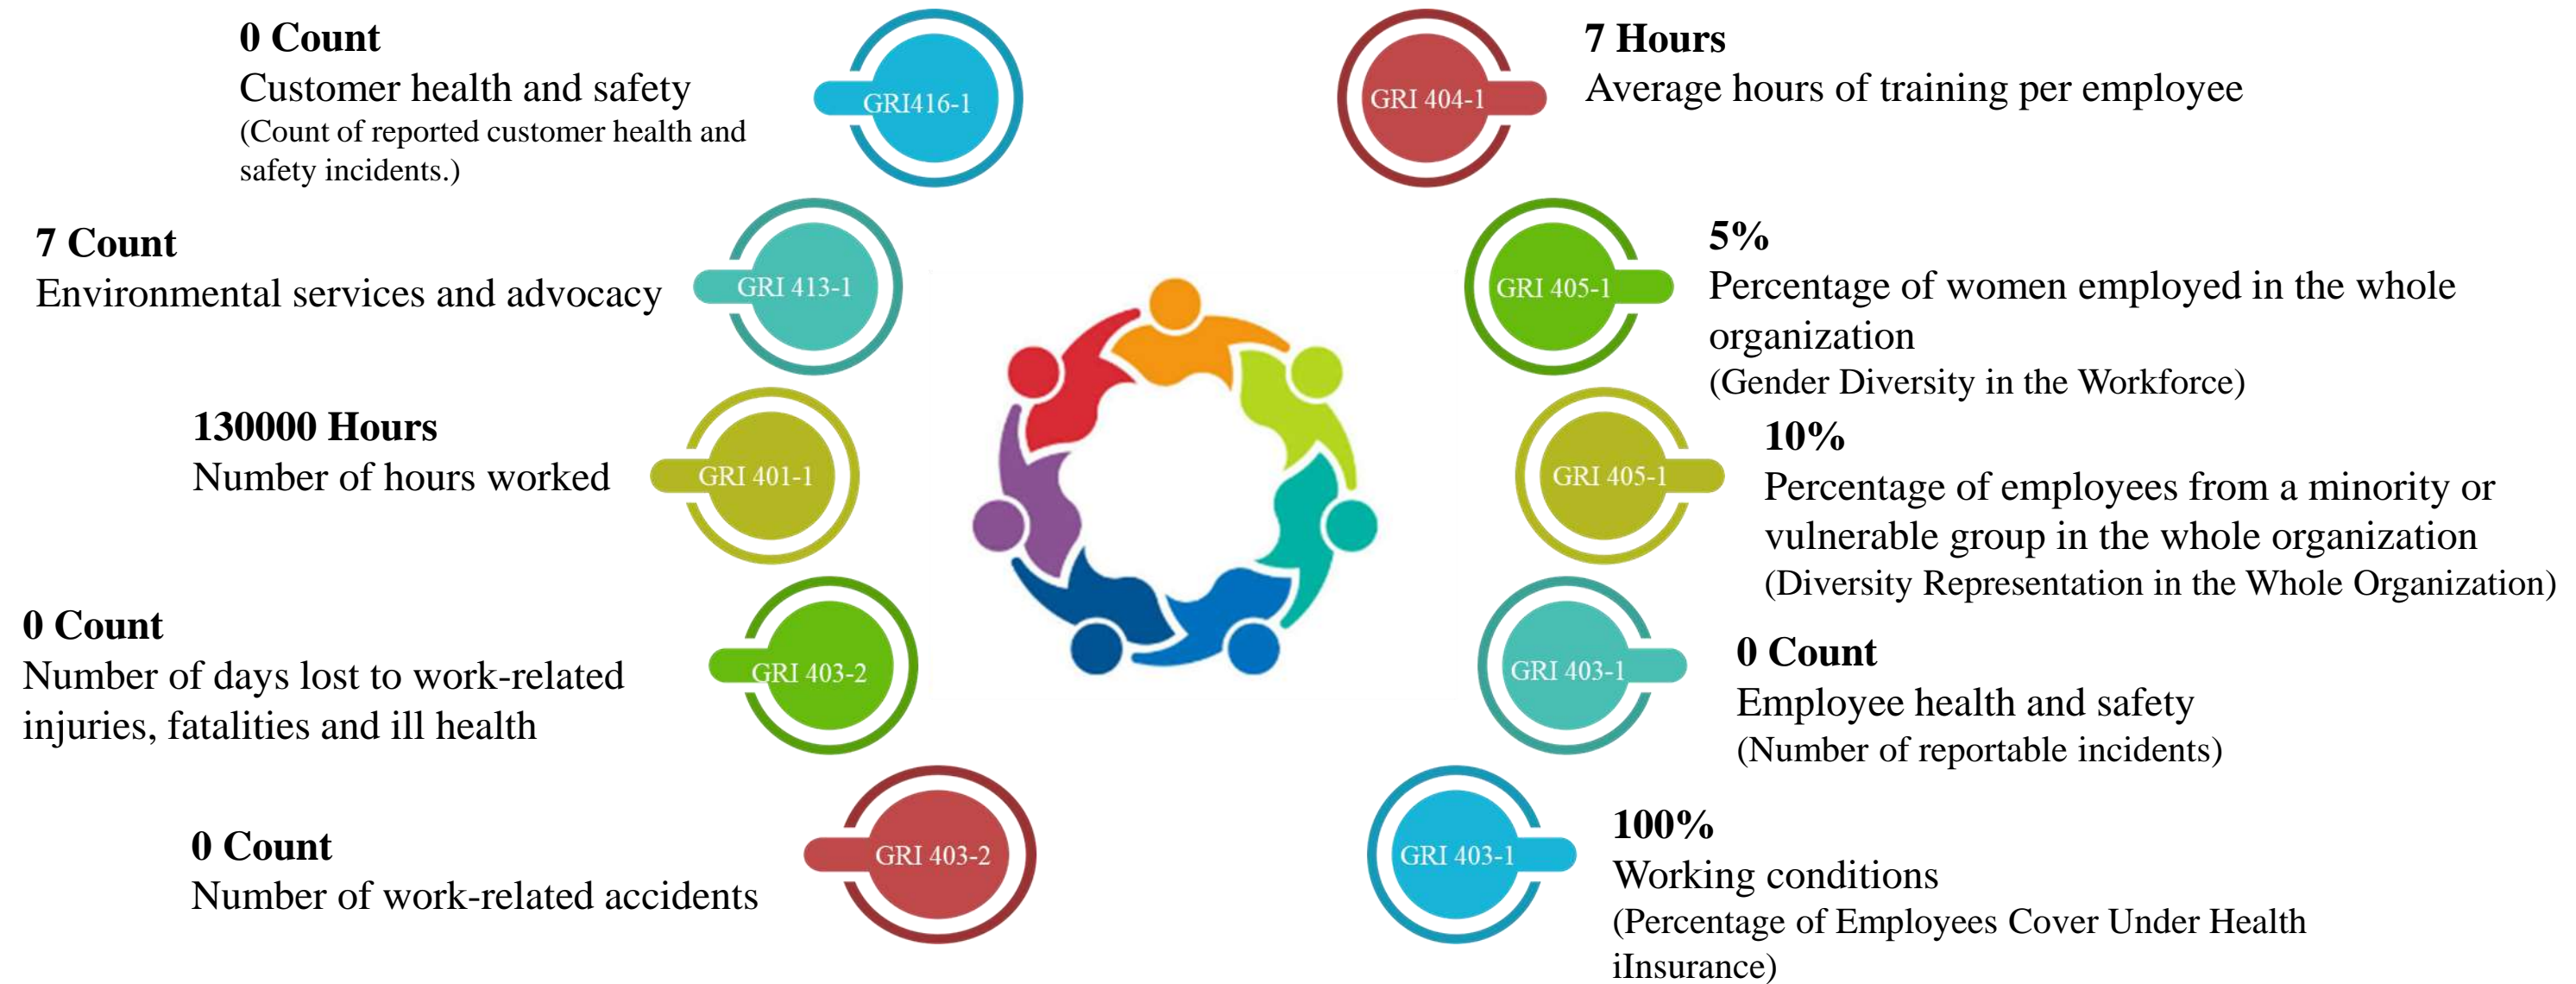 0 Count
Customer health and safety
(Count of reported customer health and
safety incidents.)
GRI416-1
7 Count
Environmental services and advocacy
GRI 413-1
130000 Hours
Number of hours worked
GRI 401-1
0 Count
Number of days lost to work-related
injuries, fatalities and ill health
GRI 403-2
0 Count
Number of work-related accidents
GRI 403-2
GRI 404-1
7 Hours
Average hours of training per employee
GRI 405-1
5%
Percentage of women employed in the whole
organization
(Gender Diversity in the Workforce)
GRI 405-1
10%
Percentage of employees from a minority or
vulnerable group in the whole organization
(Diversity Representation in the Whole Organization)
GRI 403-1
0 Count
Employee health and safety
(Number of reportable incidents)
GRI 403-1
100%
Working conditions
(Percentage of Employees Cover Under Health
iInsurance)